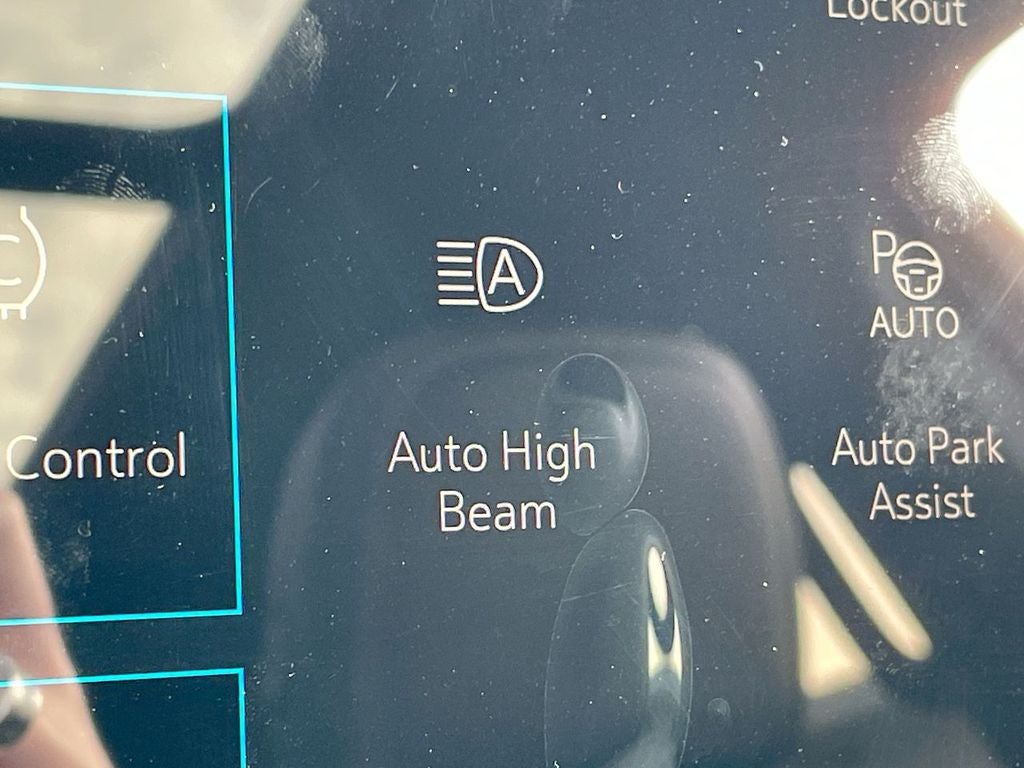 Lockout
C
A
P
AUTO
Control
Auto High
Beam
Auto Park
Assist